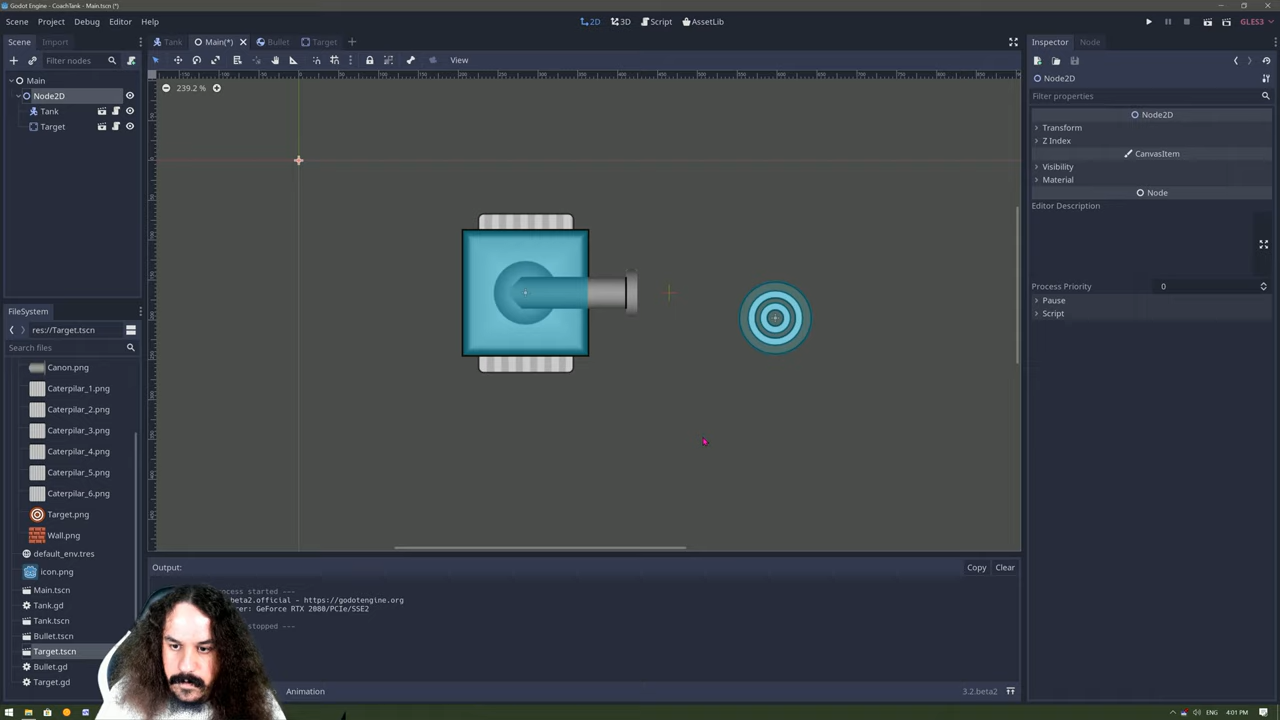 Godot Engine - CoachTank - Main.tscn (*)
Scene Project Debug Editor Help
2D 3D Script AssetLib
GLES3
Scene Import
Tank Main(*) Bullet Target
Inspector Node
Filter nodes
View
Node2D
Main
239.2 %
Filter properties
Node2D
Node2D
Tank
Transform
Target
Z Index
CanvasItem
Visibility
Material
Node
Editor Description
Process Priority 0
Pause
Script
FileSystem
res://Target.tscn
Search files
Canon.png
Caterpilar_1.png
Caterpilar_2.png
Caterpilar_3.png
Caterpilar_4.png
Caterpilar_5.png
Caterpilar_6.png
Target.png
Wall.png
default_env.tres
icon.png
Main.tscn
Tank.gd
Tank.tscn
Bullet.tscn
Target.tscn
Bullet.gd
Target.gd
Output:
Copy Clear
ocess started ---
beta2.official - https://godotengine.org
rer: GeForce RTX 2080/PCIe/SSE2
stopped ---
Animation
3.2.beta2
ENG 4:01 PM